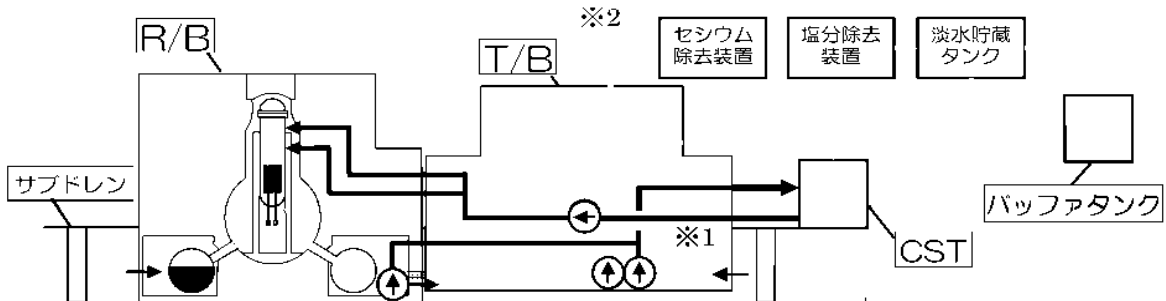 ※2
R/B
T/B
セシウム
除去装置
塩分除去
装置
淡水貯蔵
タンク
サブドレン
バッファタンク
※1
CST